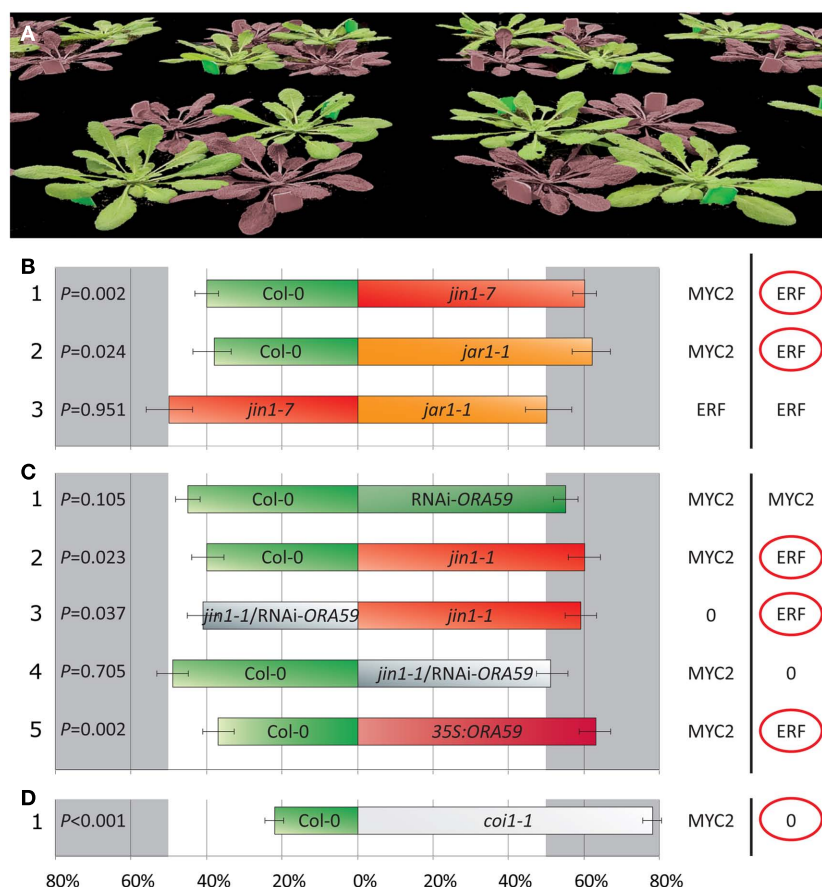 A
B
1 P=0.002 Col-0 jin1-7 MYC2 ERF
2 P=0.024 Col-0 jar1-1 MYC2 ERF
3 P=0.951 jin1-7 jar1-1 ERF ERF
C
1 P=0.105 Col-0 RNAi-ORA59 MYC2 MYC2
2 P=0.023 Col-0 jin1-1 MYC2 ERF
3 P=0.037 jin1-1/RNAi-ORA59 jin1-1 0 ERF
4 P=0.705 Col-0 jin1-1/RNAi-ORA59 MYC2 0
5 P=0.002 Col-0 35S:ORA59 MYC2 ERF
D
1 P<0.001 Col-0 coi1-1 MYC2 0
80% 60% 40% 20% 0% 20% 40% 60% 80%